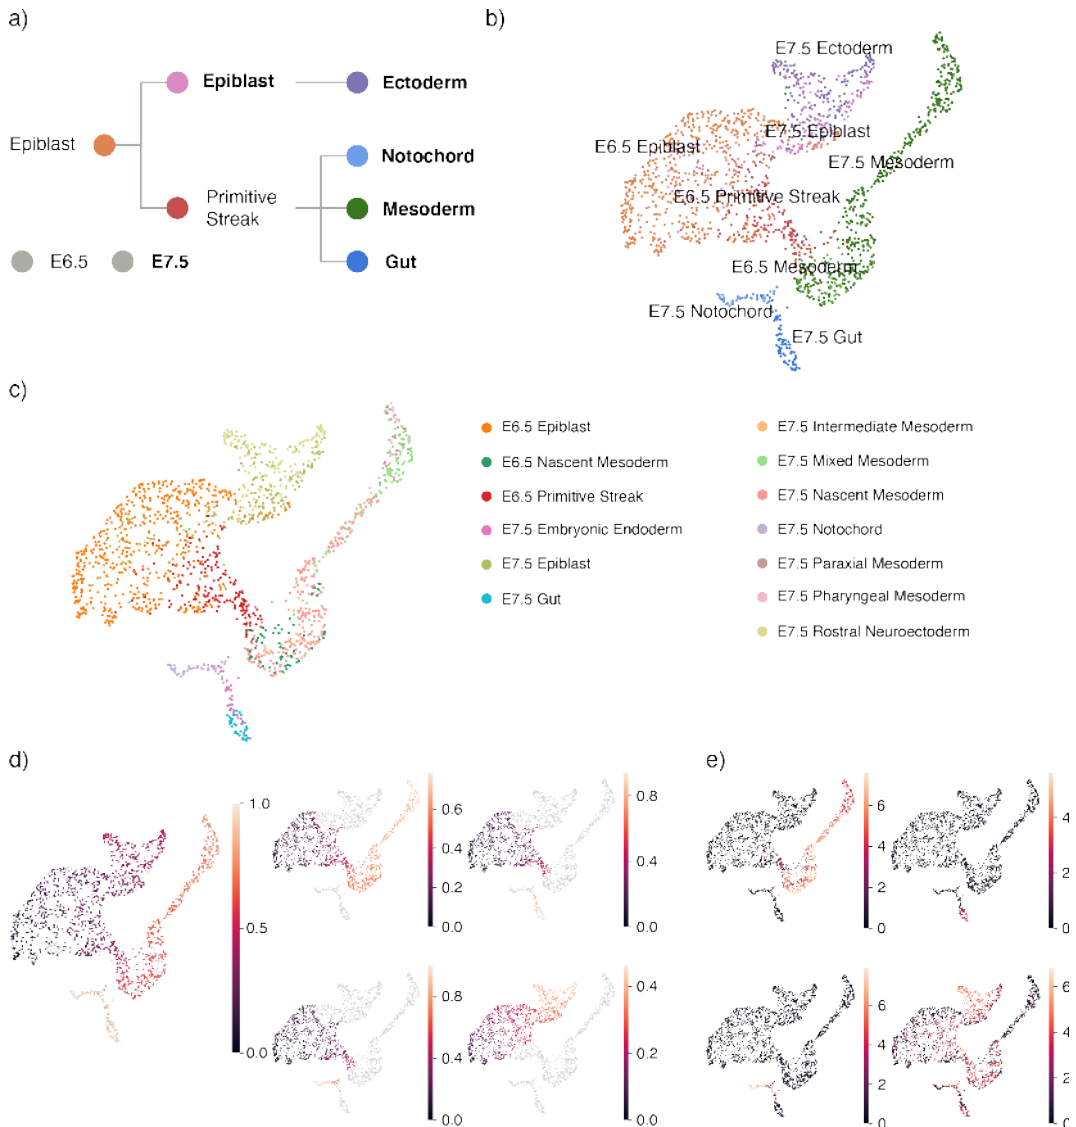 a)
Epiblast
Epiblast
Ectoderm
Notochord
Primitive
Streak
Mesoderm
Gut
E6.5
E7.5
b)
E7.5 Ectoderm
E7.5 Epiblast
E6.5 Epiblast
E7.5 Mesoderm
E6.5 Primitive Streak
E6.5 Mesoderm
E7.5 Notochord
E7.5 Gut
c)
E6.5 Epiblast
E6.5 Nascent Mesoderm
E6.5 Primitive Streak
E7.5 Embryonic Endoderm
E7.5 Epiblast
E7.5 Gut
E7.5 Intermediate Mesoderm
E7.5 Mixed Mesoderm
E7.5 Nascent Mesoderm
E7.5 Notochord
E7.5 Paraxial Mesoderm
E7.5 Pharyngeal Mesoderm
E7.5 Rostral Neuroectoderm
d)
1.0
0.5
0.0
0.6
0.4
0.2
0.0
0.8
0.4
0.0
0.8
0.4
0.0
0.4
0.2
0.0
e)
6
4
2
0
4
2
0
6
4
2
0
6
4
2
0